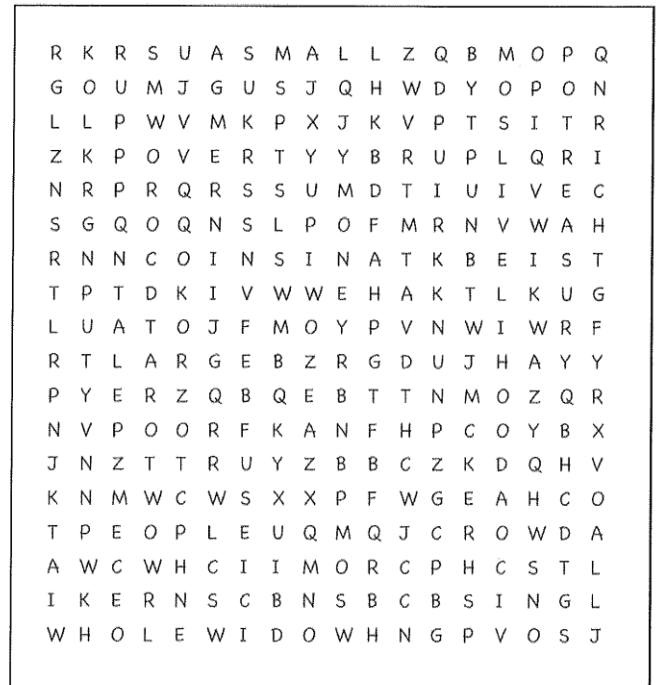 R K R S U A S M A L L Z Q B M O P Q
G O U M J G U S J Q H W D Y O P O N
L L P W V M K P X J K V P T S I T R
Z K P O V E R T Y Y B R U P L Q R I
N R P R Q R S S U M D T I U I V E C
S G Q O Q N S L P O F M R N V W A H
R N N C O I N S I N A T K B E I S T
T P T D K I V W W E H A K T L K U G
L U A T O J F M O Y P V N W I W R F
R T L A R G E B Z R G D U J H A Y Y
P Y E R Z Q B Q E B T T N M O Z Q R
N V P O O R F K A N F H P C O Y B X
J N Z T T R U Y Z B B C Z K D Q H V
K N M W C W S X X P F W G E A H C O
T P E O P L E U Q M Q J C R O W D A
A W C W H C I I M O R C P H C S T L
I K E R N S C B N S B C B S I N G L
W H O L E W I D O W H N G P V O S J